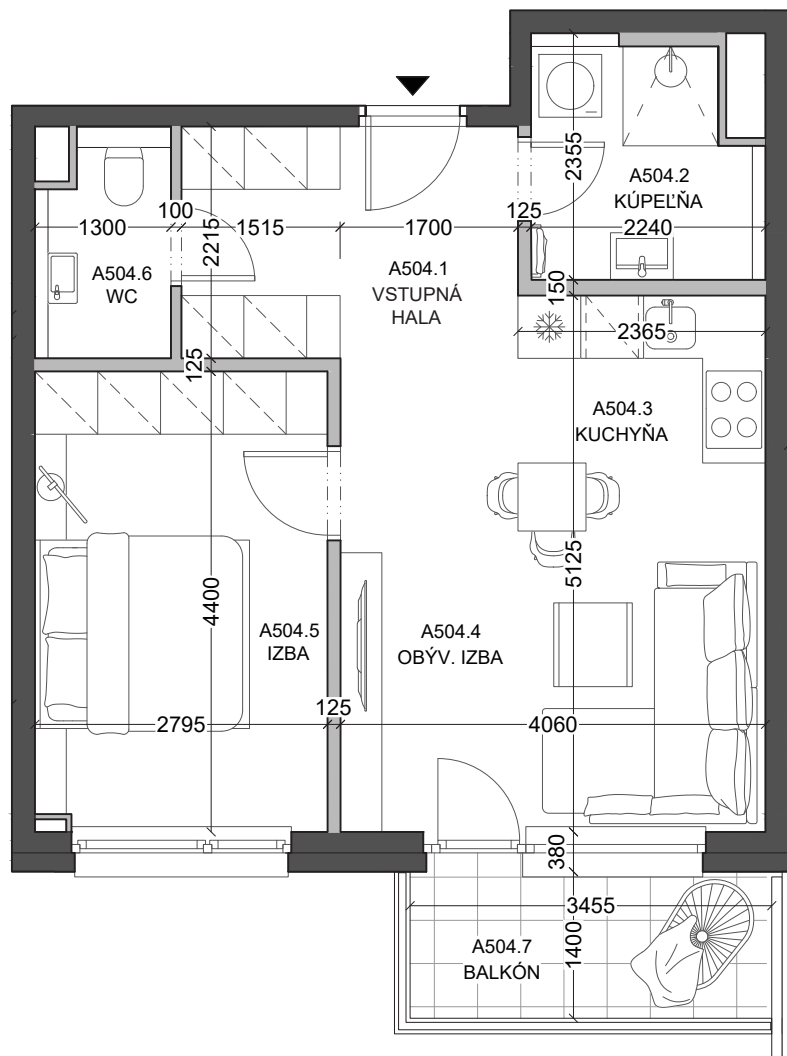 2355
A504.2
KÚPEĽŇA
1300
100
1515
1700
125
2240
2215
A504.6
WC
A504.1
VSTUPNÁ
HALA
150
2365
125
A504.3
KUCHYŇA
5125
4400
A504.5
IZBA
A504.4
OBÝV. IZBA
2795
125
4060
380
3455
A504.7
BALKÓN
1400